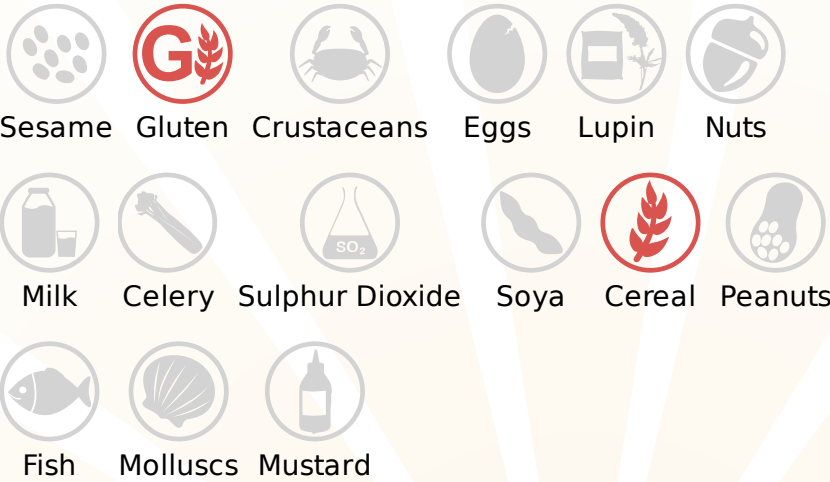 G
Sesame Gluten Crustaceans Eggs Lupin Nuts
SO₂
Milk Celery Sulphur Dioxide Soya Cereal Peanuts
Fish Molluscs Mustard